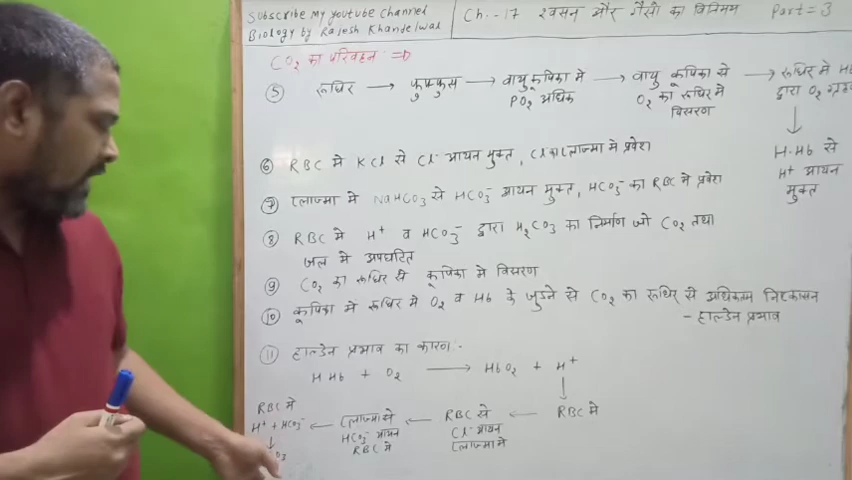 Subscribe my youtube channel
Biology by Rajesh Khandelwal
Ch.-17 श्वसन और गैसों का विनिमय Part = 3
CO₂ का परिवहन ⇒
⑤ रूधिर → फुफ्फुस → वायु कूपिका में → वायु कूपिका से → रूधिर में Hb
PO₂ अधिक
O₂ का रूधिर में
विसरण
द्वारा O₂ ग्रहण
↓
H-Hb से
H⁺ आयन
मुक्त
⑥ RBC में KCl से Cl⁻ आयन मुक्त, Cl का प्लाज्मा में प्रवेश
⑦ प्लाज्मा में NaHCO₃ से HCO₃⁻ आयन मुक्त, HCO₃⁻ का RBC में प्रवेश
⑧ RBC में H⁺ व HCO₃⁻ द्वारा H₂CO₃ का निर्माण जो CO₂ तथा
जल में अपघटित
⑨ CO₂ का रूधिर से कूपिका में विसरण
⑩ कूपिका में रूधिर में O₂ व Hb के जुडने से CO₂ का रूधिर से अधिकतम निष्कासन
- हाल्डेन प्रभाव
⑪ हाल्डेन प्रभाव का कारण :-
HHb + O₂ → HbO₂ + H⁺
↓
RBC में ← RBC से ← प्लाज्मा से ← RBC में
Cl⁻ आयन
प्लाज्मा में
HCO₃⁻ आयन
RBC में
H⁺ + HCO₃⁻
↓